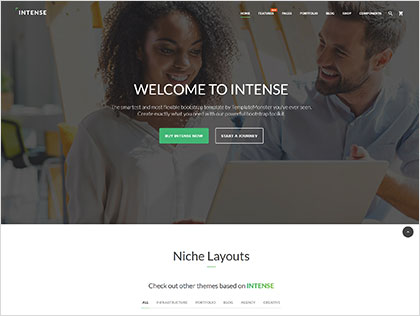 INTENSE
HOME FEATURES PAGES PORTFOLIO BLOG SHOP COMPONENTS
WELCOME TO INTENSE
The smartest and most flexible bootstrap template by TemplateMonster you've ever seen.
Create exactly what you need with our powerful bootstrap toolkit.
BUY INTENSE NOW
START A JOURNEY
Niche Layouts
Check out other themes based on INTENSE
ALL INFRASTRUCTURE PORTFOLIO BLOG AGENCY CREATIVE